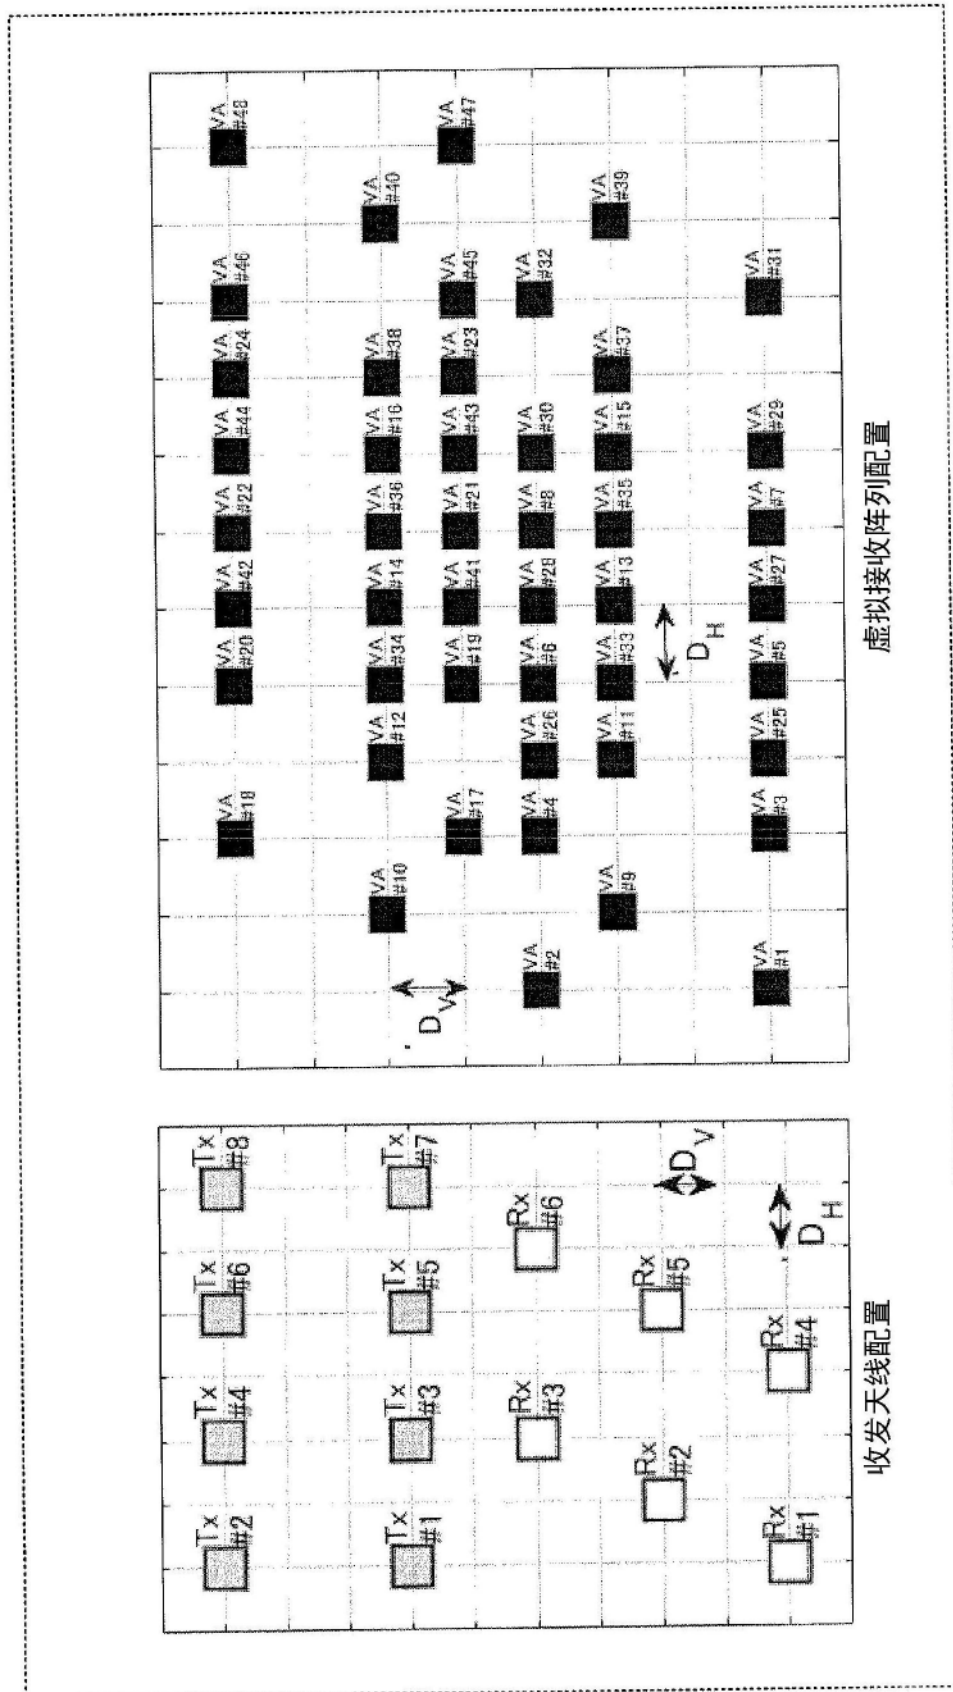 Tx
#2
Tx
#4
Tx
#6
Tx
#8
Tx
#1
Tx
#3
Tx
#5
Tx
#7
Rx
#3
Rx
#6
Rx
#2
Rx
#5
DV
Rx
#1
Rx
#4
DH
收发天线配置
VA
#18
VA
#20
VA
#42
VA
#22
VA
#44
VA
#24
VA
#46
VA
#48
VA
#10
VA
#12
VA
#34
VA
#14
VA
#36
VA
#16
VA
#38
VA
#40
DV
VA
#17
VA
#19
VA
#41
VA
#21
VA
#43
VA
#23
VA
#45
VA
#47
VA
#2
VA
#4
VA
#26
VA
#6
VA
#28
VA
#8
VA
#30
VA
#32
VA
#9
VA
#11
VA
#33
VA
#13
VA
#35
VA
#15
VA
#37
VA
#39
DH
VA
#1
VA
#3
VA
#25
VA
#5
VA
#27
VA
#7
VA
#29
VA
#31
虚拟接收阵列配置